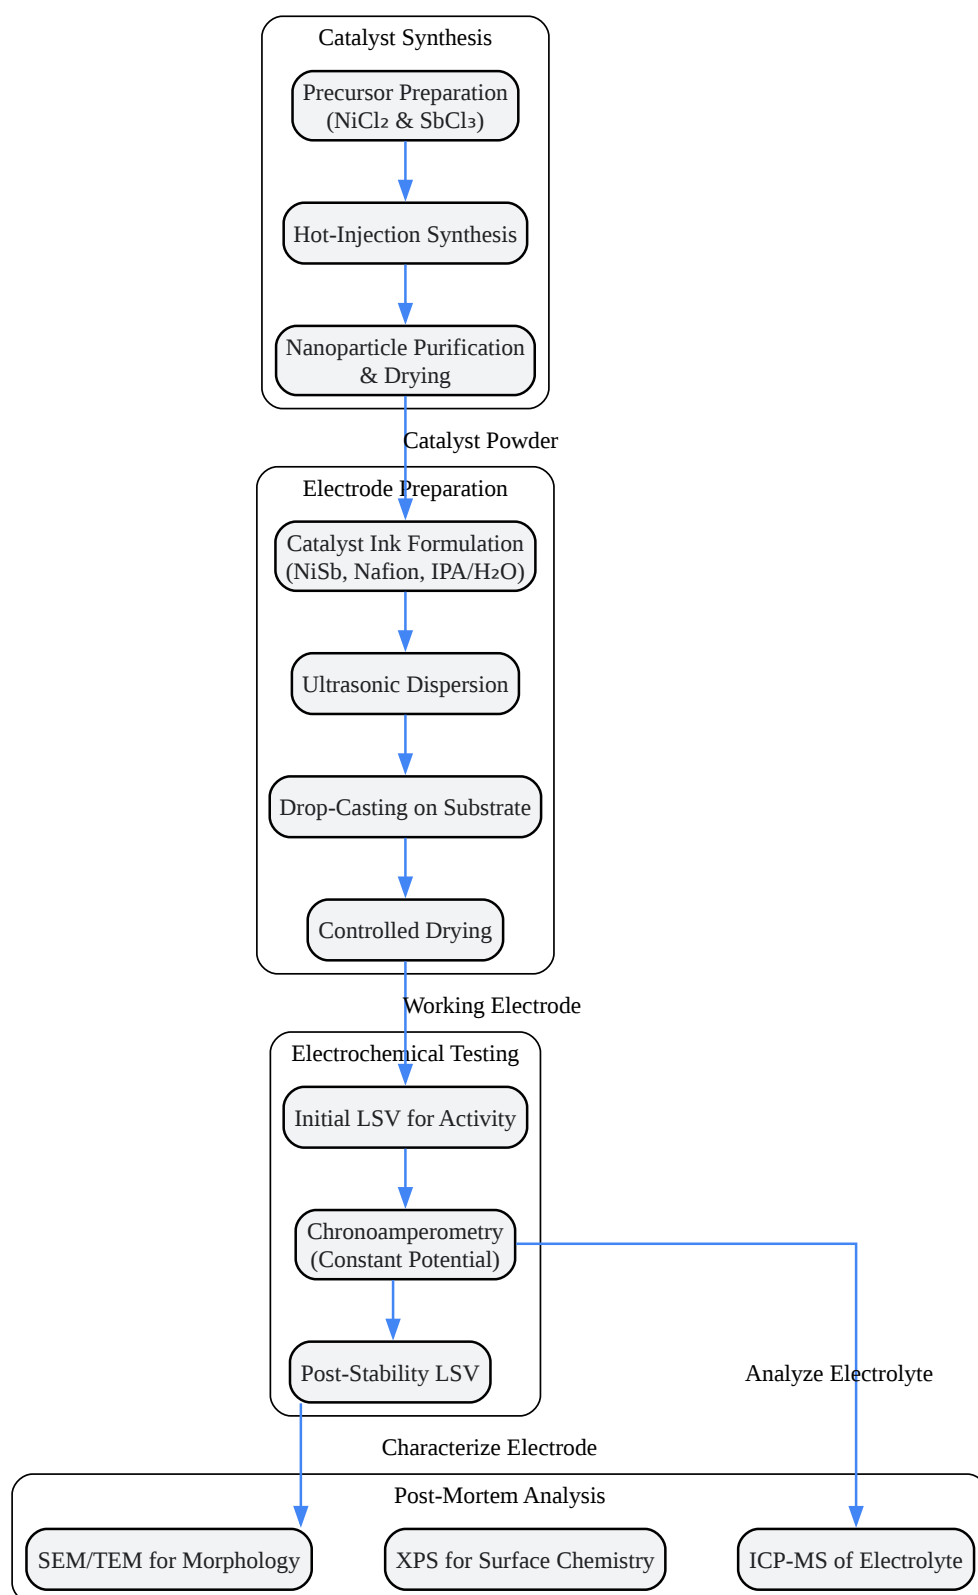 Catalyst Synthesis
Precursor Preparation
(NiCl₂ & SbCl₃)
Hot-Injection Synthesis
Nanoparticle Purification
& Drying
Catalyst Powder
Electrode Preparation
Catalyst Ink Formulation
(NiSb, Nafion, IPA/H₂O)
Ultrasonic Dispersion
Drop-Casting on Substrate
Controlled Drying
Working Electrode
Electrochemical Testing
Initial LSV for Activity
Chronoamperometry
(Constant Potential)
Post-Stability LSV
Analyze Electrolyte
Characterize Electrode
Post-Mortem Analysis
SEM/TEM for Morphology
XPS for Surface Chemistry
ICP-MS of Electrolyte